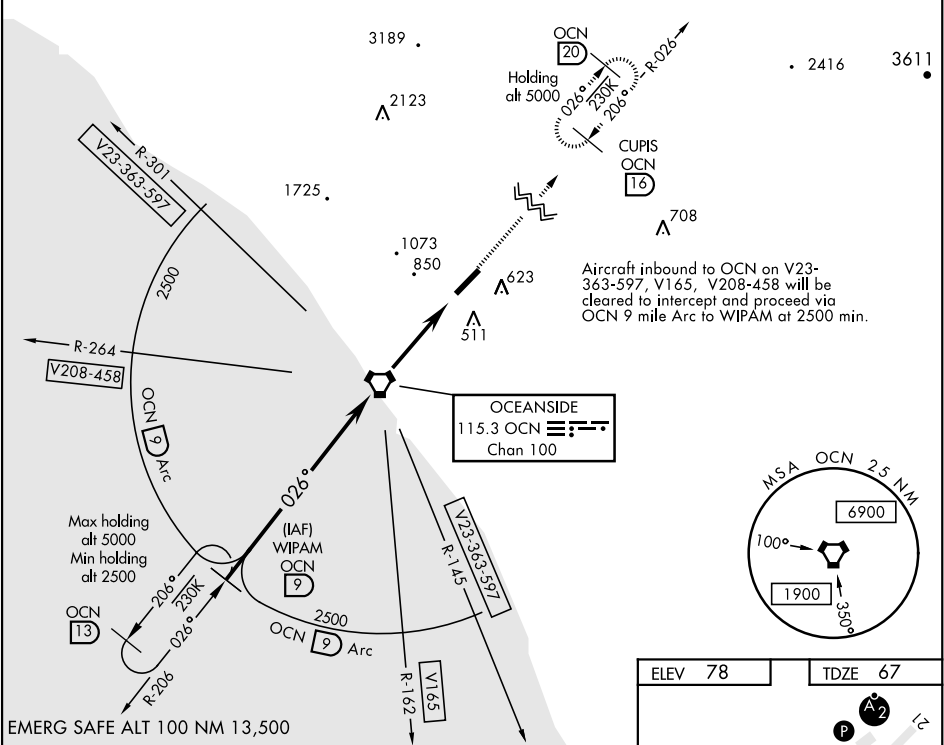 3189
OCN
20
R-026
2416
3611
Holding
alt 5000
026°
230K
206°
2123
CUPIS
OCN
16
R-301
V23-363-597
1725
708
1073
850
2500
623
Aircraft inbound to OCN on V23-
363-597, V165, V208-458 will be
cleared to intercept and proceed via
OCN 9 mile Arc to WIPAM at 2500 min.
511
R-264
V208-458
OCN 9 Arc
OCEANSIDE
115.3 OCN
Chan 100
026°
MSA OCN 25 NM
6900
100°
1900
350°
Max holding
alt 5000
Min holding
alt 2500
(IAF)
WIPAM
OCN
9
V23-363-597
R-145
206°
230K
026°
OCN
13
2500
OCN 9 Arc
R-206
R-162
V165
ELEV 78
TDZE 67
A2
P
21
EMERG SAFE ALT 100 NM 13,500